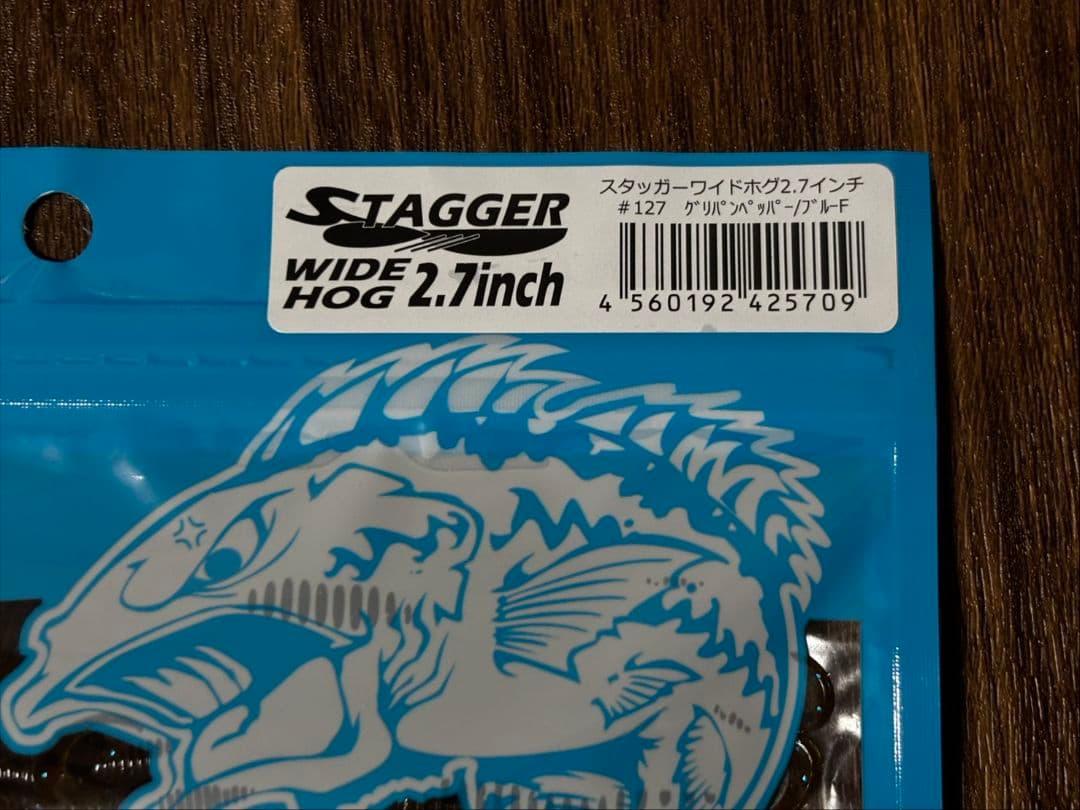 STAGGER
WIDE
HOG 2.7inch
スタッガーワイドホグ2.7インチ
#127 ｸﾞﾘﾊﾟﾝﾍﾟｯﾊﾟｰ/ﾌﾞﾙｰF
4 560192 425709